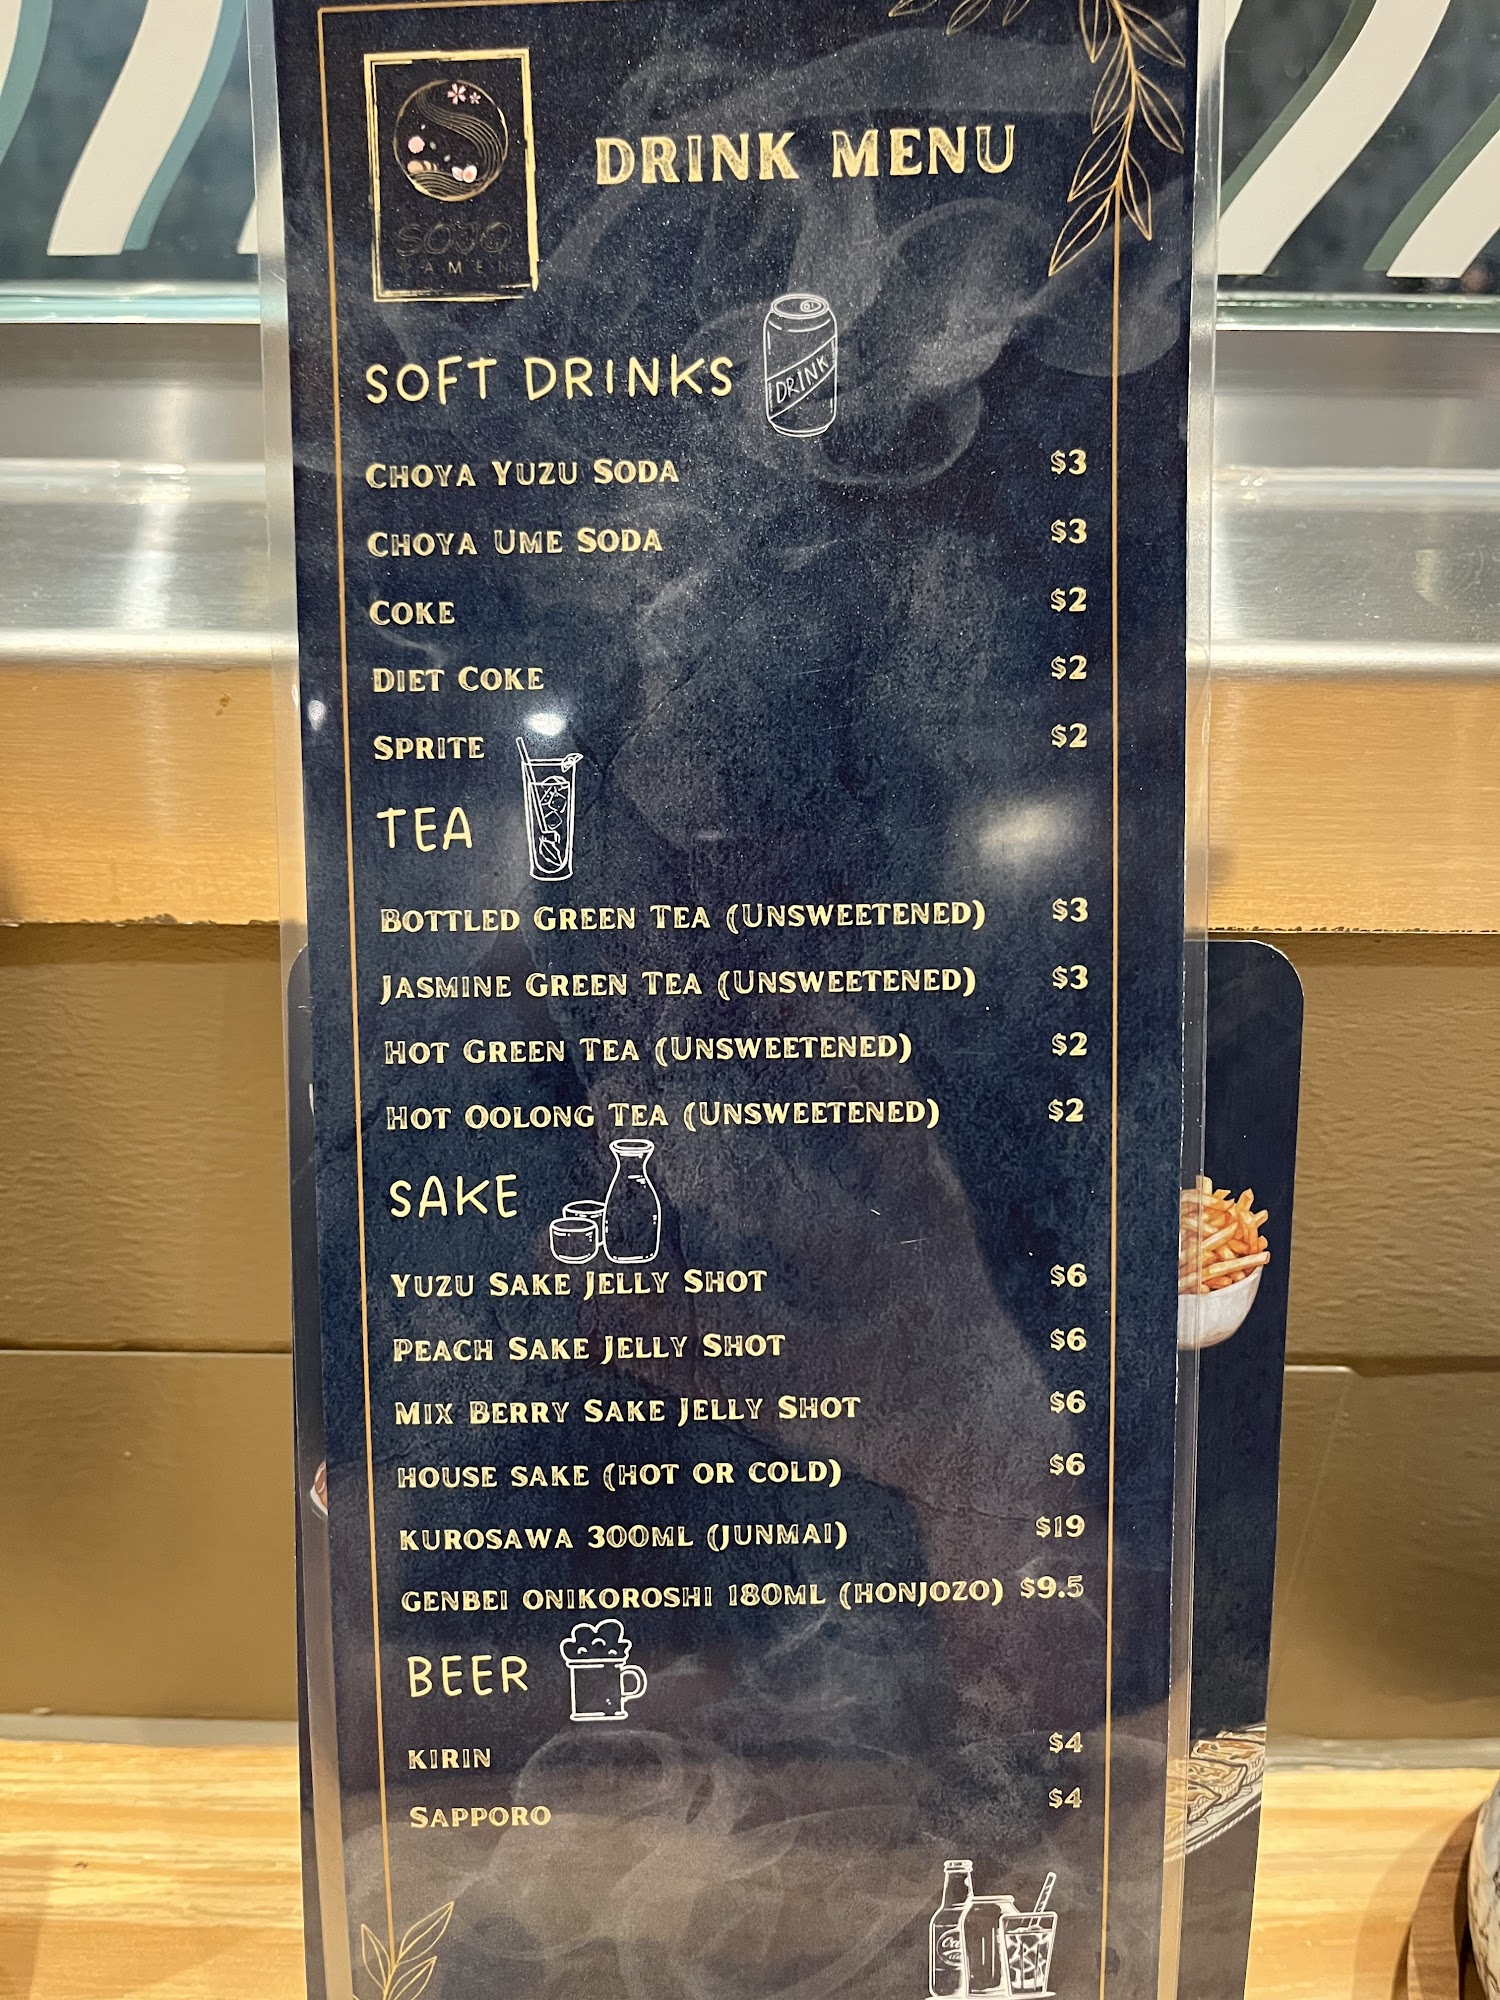 SOJO
RAMEN
DRINK MENU
SOFT DRINKS
DRINK
CHOYA YUZU SODA $3
CHOYA UME SODA $3
COKE $2
DIET COKE $2
SPRITE $2
TEA
BOTTLED GREEN TEA (UNSWEETENED) $3
JASMINE GREEN TEA (UNSWEETENED) $3
HOT GREEN TEA (UNSWEETENED) $2
HOT OOLONG TEA (UNSWEETENED) $2
SAKE
YUZU SAKE JELLY SHOT $6
PEACH SAKE JELLY SHOT $6
MIX BERRY SAKE JELLY SHOT $6
HOUSE SAKE (HOT OR COLD) $6
KUROSAWA 300ML (JUNMAI) $19
GENBEI ONIKOROSHI 180ML (HONJOZO) $9.5
BEER
KIRIN $4
SAPPORO $4